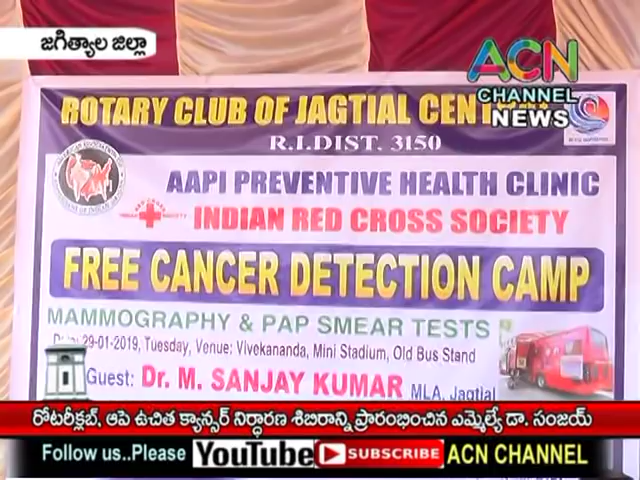 జగిత్యాల జిల్లా
ACN
CHANNEL
NEWS
ROTARY CLUB OF JAGTIAL CENT
R.I.DIST. 3150
AAPI PREVENTIVE HEALTH CLINIC
INDIAN RED CROSS SOCIETY
FREE CANCER DETECTION CAMP
MAMMOGRAPHY & PAP SMEAR TESTS
29-01-2019, Tuesday, Venue: Vivekananda, Mini Stadium, Old Bus Stand
Guest: Dr. M. SANJAY KUMAR MLA, Jagtial
రోటరీక్లబ్, ఆపి ఉచిత క్యాన్సర్ నిర్ధారణ శిబిరాన్ని ప్రారంభించిన ఎమ్మెల్యే డా. సంజయ్
Follow us..Please YouTube SUBSCRIBE ACN CHANNEL